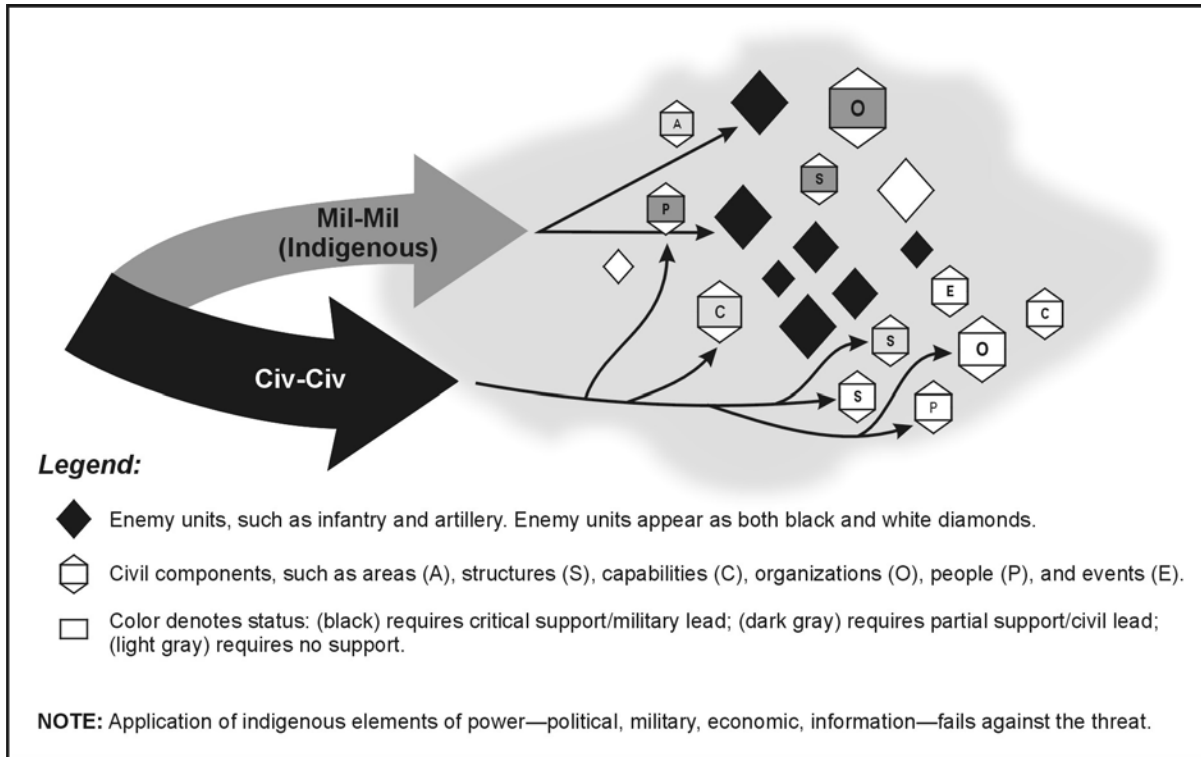 A
O
S
P
Mil-Mil
(Indigenous)
E
C
C
S
O
Civ-Civ
S
P
Legend:
Enemy units, such as infantry and artillery. Enemy units appear as both black and white diamonds.
Civil components, such as areas (A), structures (S), capabilities (C), organizations (O), people (P), and events (E).
Color denotes status: (black) requires critical support/military lead; (dark gray) requires partial support/civil lead;
(light gray) requires no support.
NOTE: Application of indigenous elements of power—political, military, economic, information—fails against the threat.